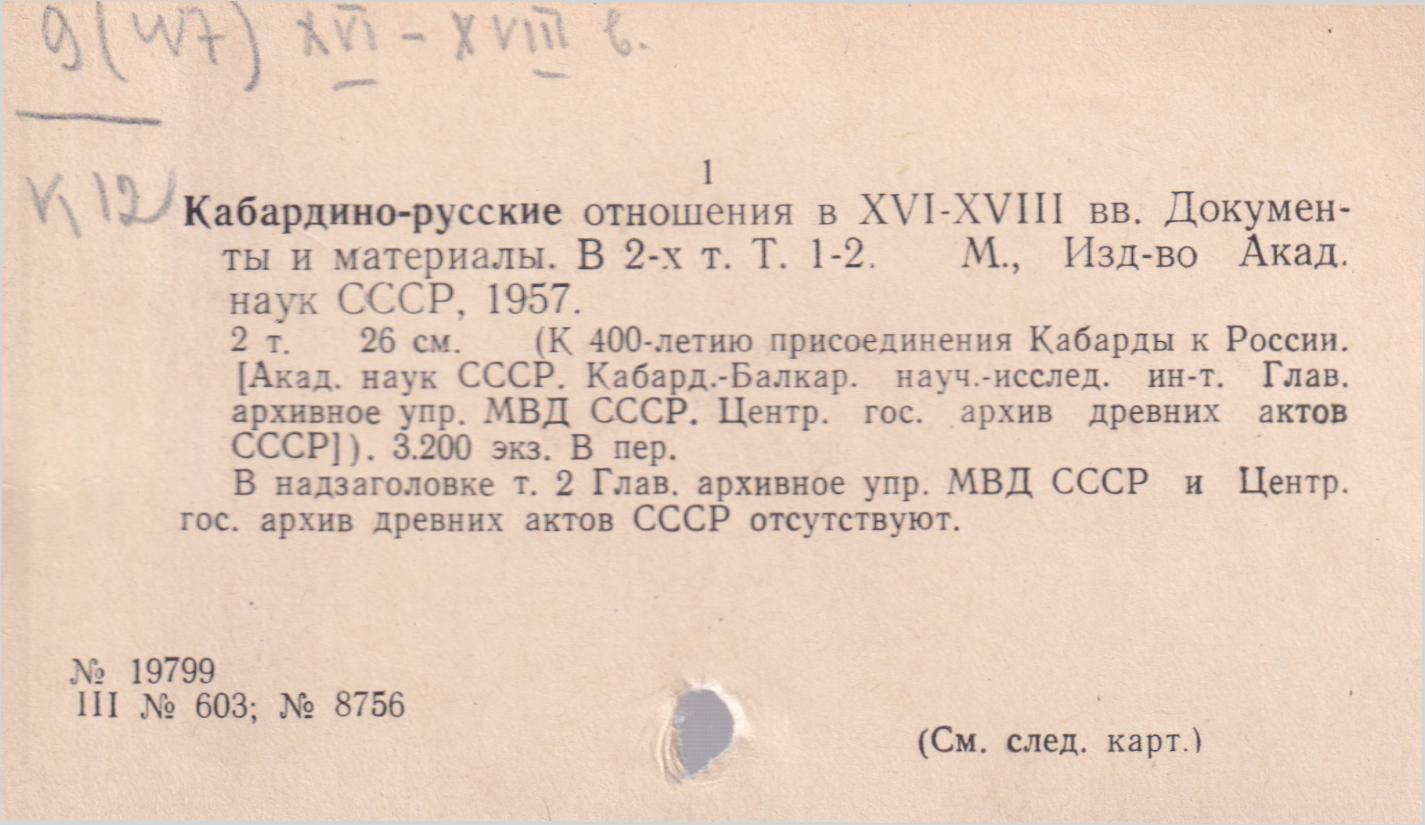 9(W7) XVI - XVIII в.
К 12
1
Кабардино-русские отношения в XVI-XVIII вв. Докумен-
ты и материалы. В 2-х т. Т. 1-2. М., Изд-во Акад.
наук СССР, 1957.
2 т. 26 см. (К 400-летию присоединения Кабарды к России.
[Акад. наук СССР. Кабард.-Балкар. науч.-исслед. ин-т. Глав.
архивное упр. МВД СССР. Центр. гос. архив древних актов
СССР]). 3.200 экз. В пер.
В надзаголовке т. 2 Глав. архивное упр. МВД СССР и Центр.
гос. архив древних актов СССР отсутствуют.
№ 19799
III № 603; № 8756
(См. след. карт.)